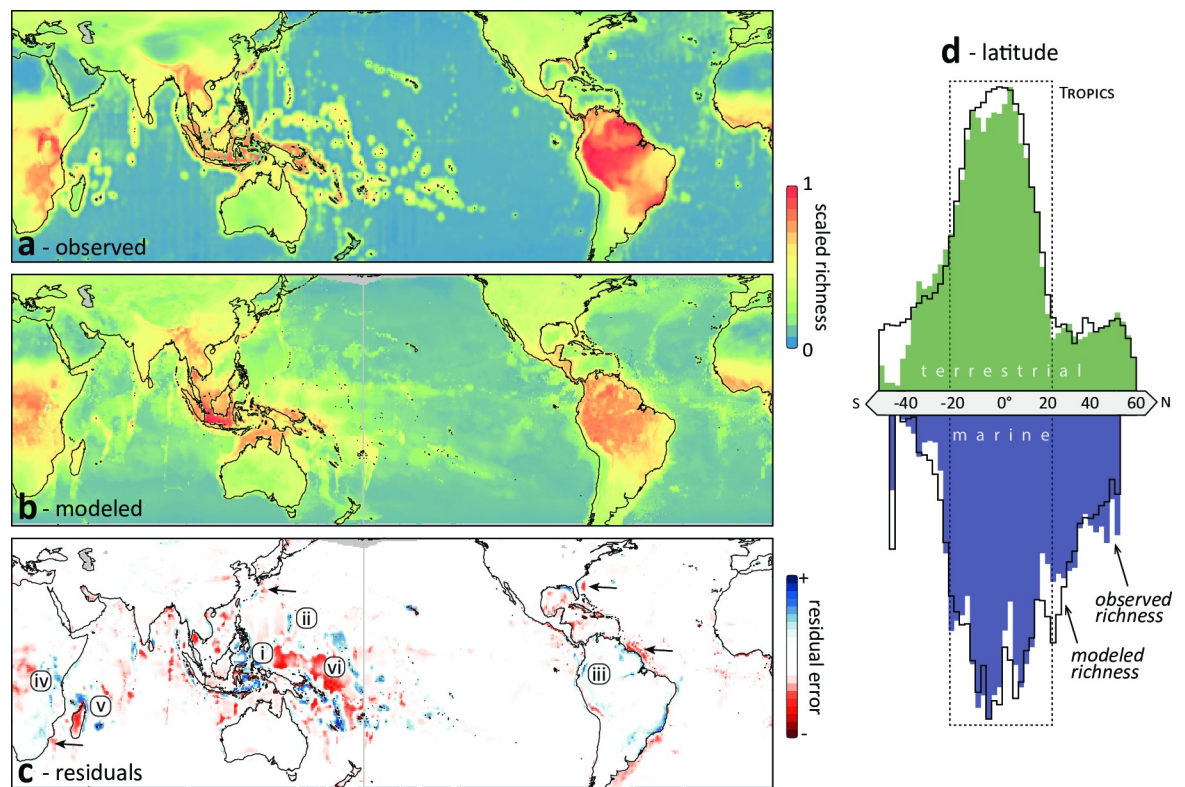 a - observed
b - modeled
c - residuals
i
ii
iii
iv
v
vi
1
scaled richness
0
+
residual error
-
d - latitude
TROPICS
terrestrial
S -40 -20 0° 20 40 60 N
marine
observed
richness
modeled
richness